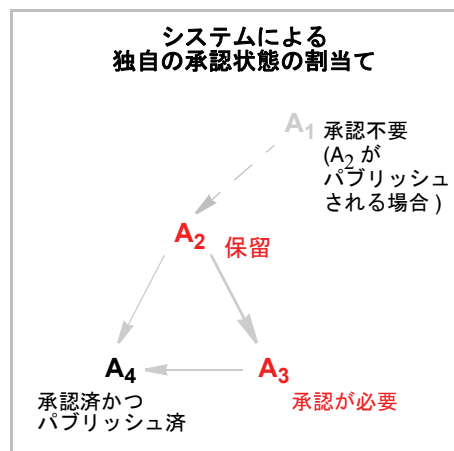 システムによる
独自の承認状態の割当て
A1 承認不要
(A2 が
パブリッシュ
される場合 )
A2 保留
A4
承認済かつ
パブリッシュ済
A3
承認が必要